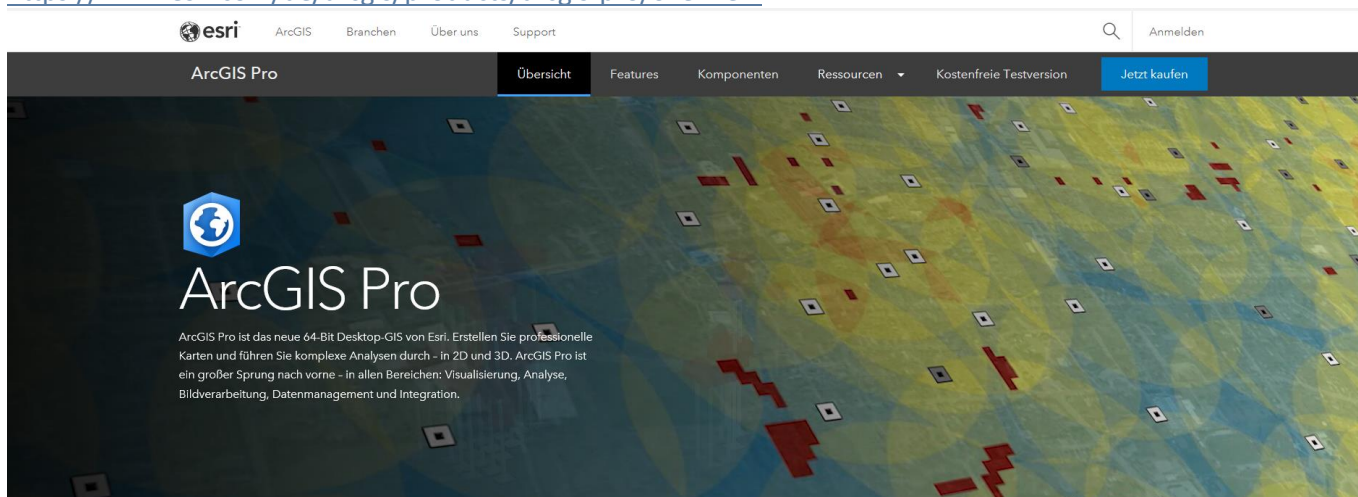 esri ArcGIS Branchen Über uns Support Anmelden
ArcGIS Pro Übersicht Features Komponenten Ressourcen Kostenfreie Testversion Jetzt kaufen
ArcGIS Pro
ArcGIS Pro ist das neue 64-Bit Desktop-GIS von Esri. Erstellen Sie professionelle
Karten und führen Sie komplexe Analysen durch – in 2D und 3D. ArcGIS Pro ist
ein großer Sprung nach vorne – in allen Bereichen: Visualisierung, Analyse,
Bildverarbeitung, Datenmanagement und Integration.